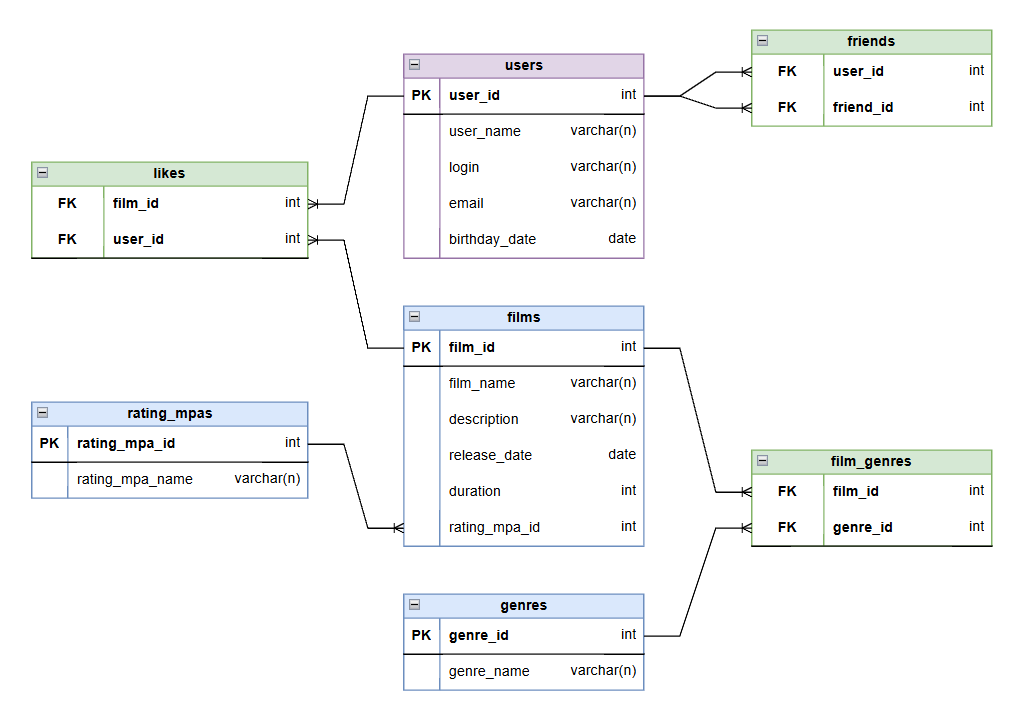 friends
FK user_id int
FK friend_id int
users
PK user_id int
user_name varchar(n)
login varchar(n)
email varchar(n)
birthday_date date
likes
FK film_id int
FK user_id int
films
PK film_id int
film_name varchar(n)
description varchar(n)
release_date date
duration int
rating_mpa_id int
rating_mpas
PK rating_mpa_id int
rating_mpa_name varchar(n)
film_genres
FK film_id int
FK genre_id int
genres
PK genre_id int
genre_name varchar(n)